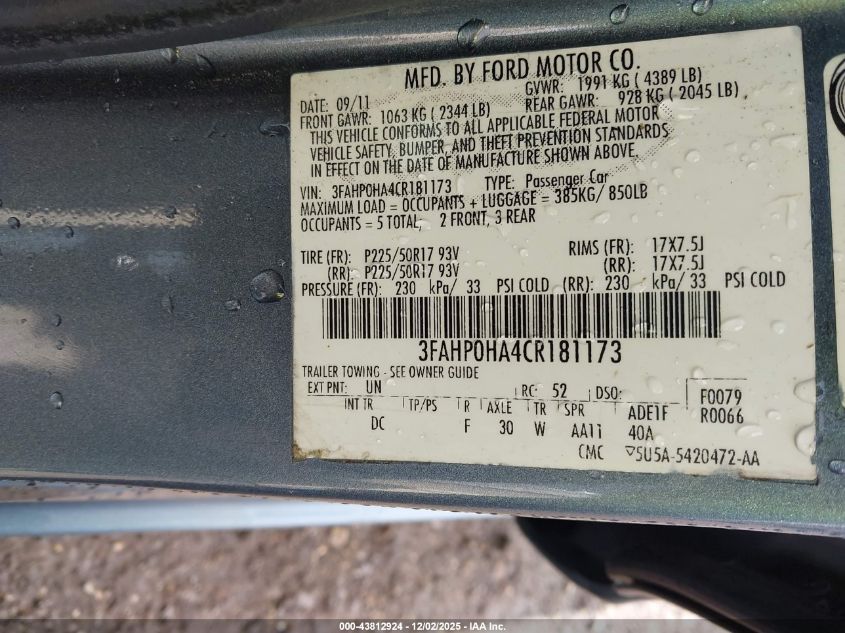 MFD. BY FORD MOTOR CO.
DATE: 09/11 GVWR: 1991 KG ( 4389 LB)
FRONT GAWR: 1063 KG ( 2344 LB) REAR GAWR: 928 KG ( 2045 LB)
THIS VEHICLE CONFORMS TO ALL APPLICABLE FEDERAL MOTOR
VEHICLE SAFETY, BUMPER, AND THEFT PREVENTION STANDARDS
IN EFFECT ON THE DATE OF MANUFACTURE SHOWN ABOVE.
VIN: 3FAHP0HA4CR181173 TYPE: Passenger Car
MAXIMUM LOAD = OCCUPANTS + LUGGAGE = 385KG/ 850LB
OCCUPANTS = 5 TOTAL, 2 FRONT, 3 REAR
TIRE (FR): P225/50R17 93V RIMS (FR): 17X7.5J
(RR): P225/50R17 93V (RR): 17X7.5J
PRESSURE (FR): 230 kPa/ 33 PSI COLD (RR): 230 kPa/ 33 PSI COLD
3FAHP0HA4CR181173
TRAILER TOWING - SEE OWNER GUIDE
EXT PNT: UN RC: 52 DSO: F0079
INT TR TP/PS R AXLE TR SPR ADE1F R0066
DC F 30 W AA11 40A
CMC ▽5U5A-5420472-AA
000-43812924 - 12/02/2025 - IAA Inc.